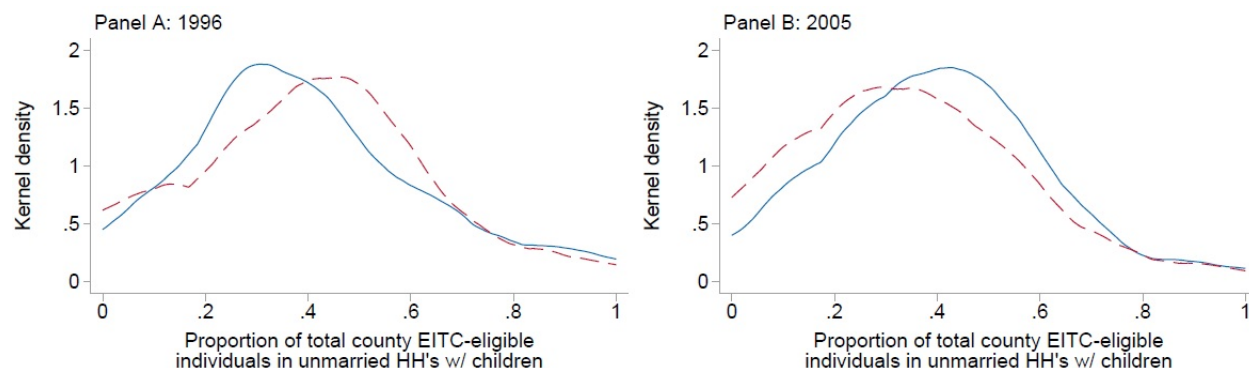 Panel A: 1996
2
1.5
1
.5
0
Kernel density
0
.2
.4
.6
.8
1
Proportion of total county EITC-eligible
individuals in unmarried HH's w/ children
Panel B: 2005
2
1.5
1
.5
0
Kernel density
0
.2
.4
.6
.8
1
Proportion of total county EITC-eligible
individuals in unmarried HH's w/ children